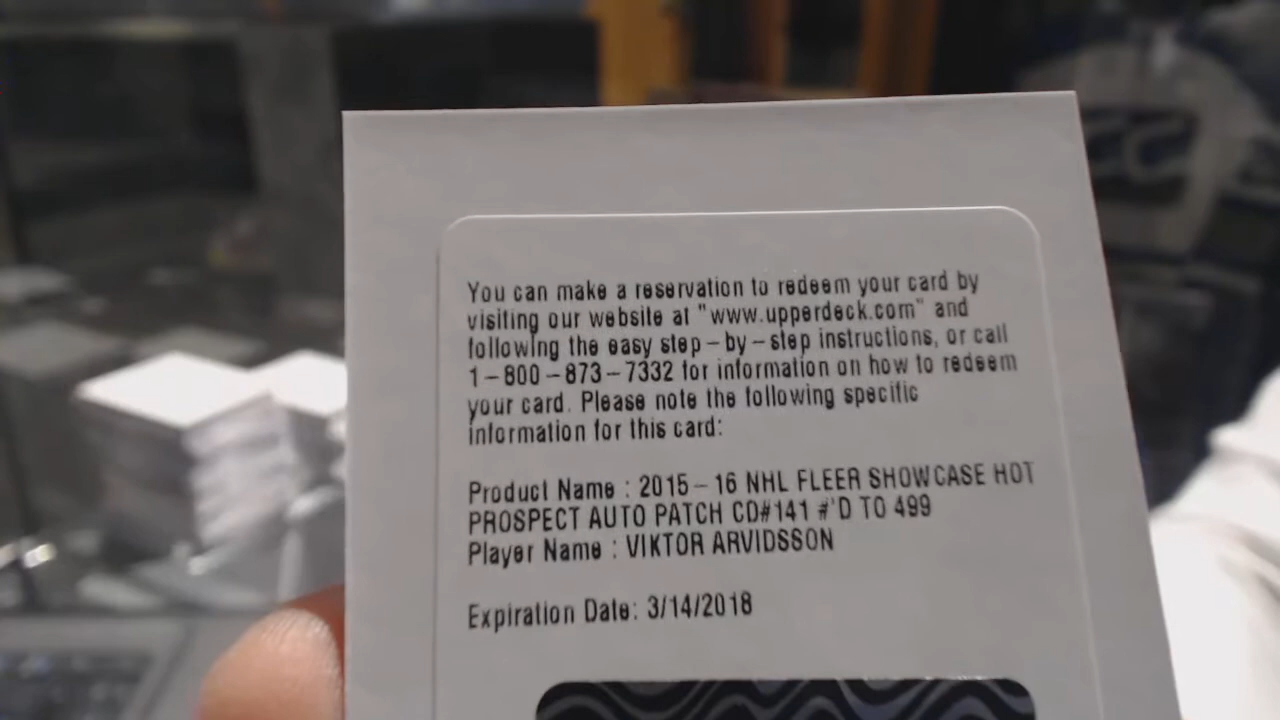 You can make a reservation to redeem your card by
visiting our website at "www.upperdeck.com" and
following the easy step-by-step instructions, or call
1-800-873-7332 for information on how to redeem
your card. Please note the following specific
information for this card:
Product Name : 2015-16 NHL FLEER SHOWCASE HOT
PROSPECT AUTO PATCH CD#141 #'D TO 499
Player Name : VIKTOR ARVIDSSON
Expiration Date: 3/14/2018